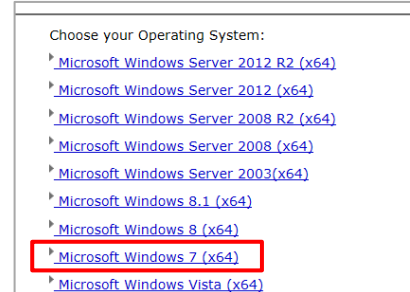 Choose your Operating System:
Microsoft Windows Server 2012 R2 (x64)
Microsoft Windows Server 2012 (x64)
Microsoft Windows Server 2008 R2 (x64)
Microsoft Windows Server 2008 (x64)
Microsoft Windows Server 2003(x64)
Microsoft Windows 8.1 (x64)
Microsoft Windows 8 (x64)
Microsoft Windows 7 (x64)
Microsoft Windows Vista (x64)